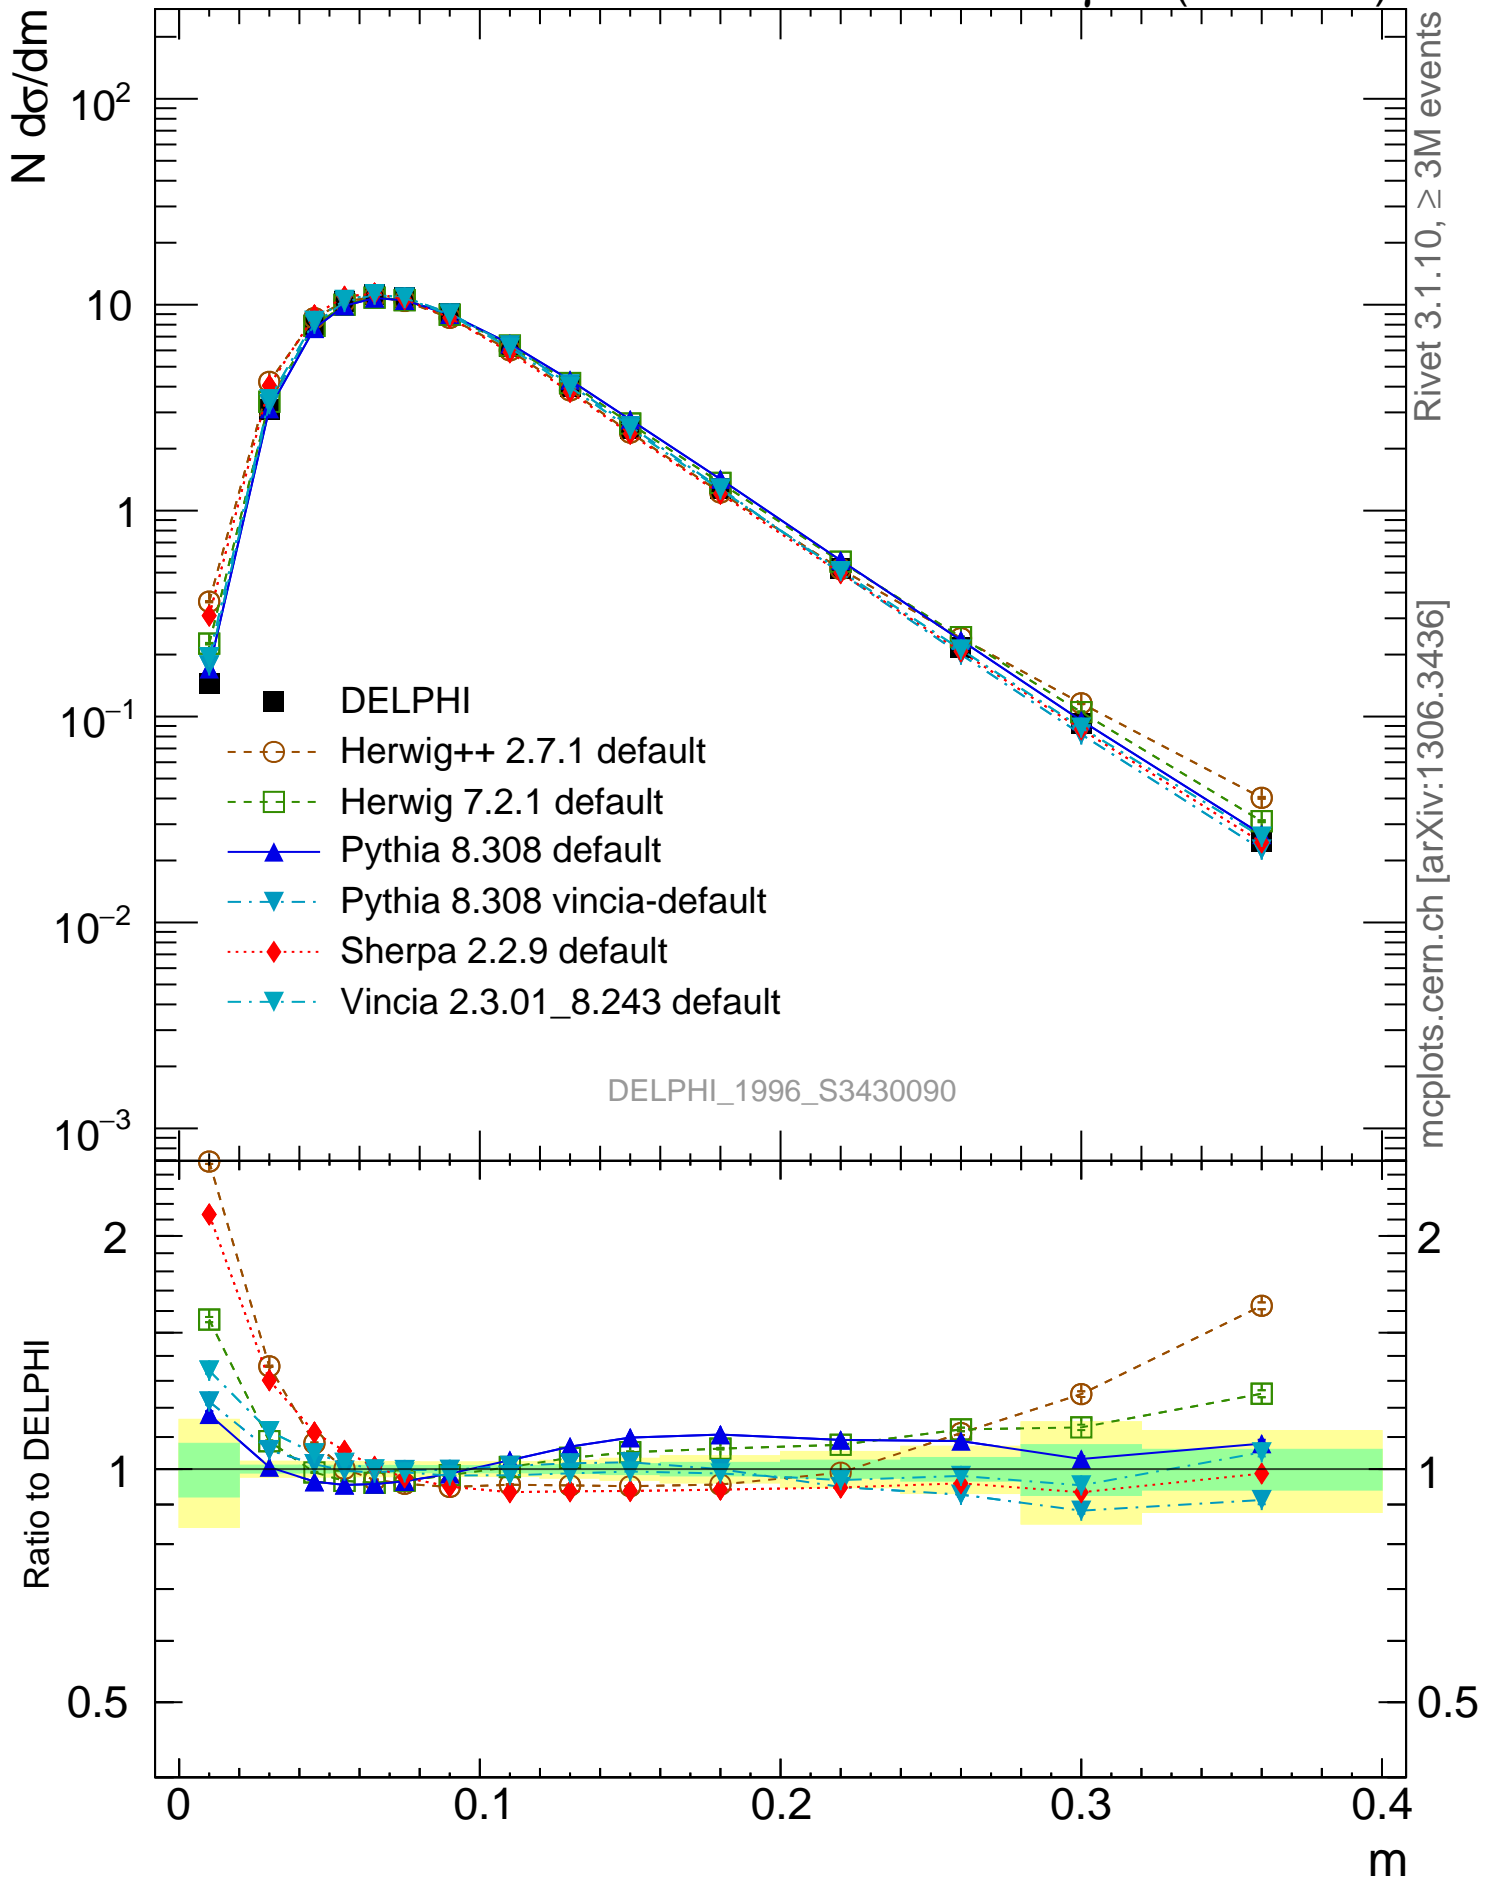 N dσ/dm
10²
10
1
10⁻¹
10⁻²
10⁻³
DELPHI
Herwig++ 2.7.1 default
Herwig 7.2.1 default
Pythia 8.308 default
Pythia 8.308 vincia-default
Sherpa 2.2.9 default
Vincia 2.3.01_8.243 default
DELPHI_1996_S3430090
Rivet 3.1.10, ≥ 3M events
mcplots.cern.ch [arXiv:1306.3436]
Ratio to DELPHI
2
1
0.5
2
1
0.5
0
0.1
0.2
0.3
0.4
m